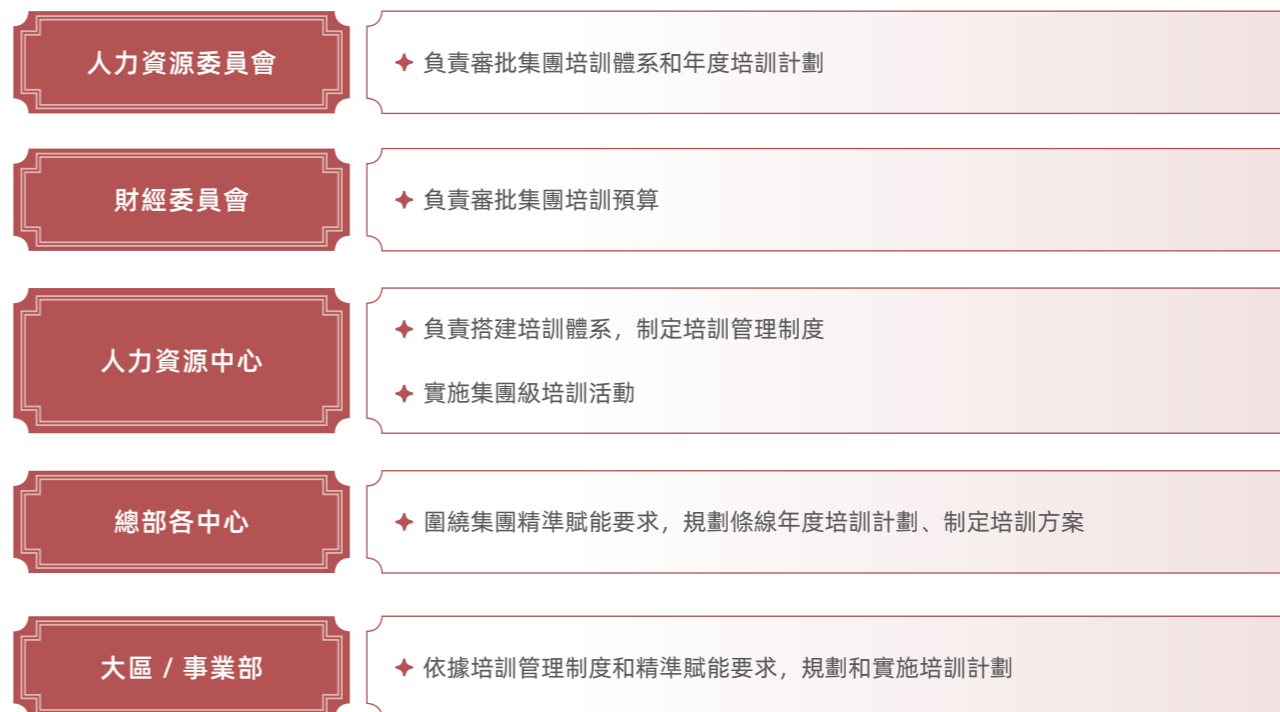 人力資源委員會
負責審批集團培訓體系和年度培訓計劃
財經委員會
負責審批集團培訓預算
人力資源中心
負責搭建培訓體系，制定培訓管理制度
實施集團級培訓活動
總部各中心
圍繞集團精準賦能要求，規劃條線年度培訓計劃、制定培訓方案
大區 / 事業部
依據培訓管理制度和精準賦能要求，規劃和實施培訓計劃